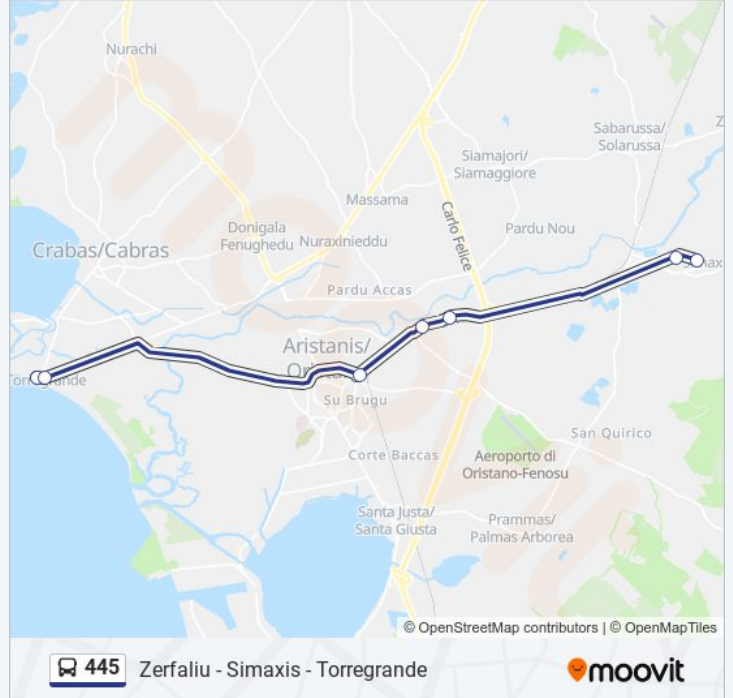 Nurachi
Sabarussa/
Solarussa
Z
Siamajori/
Siamaggiore
Massama
Carlo Felice
Donigala
Fenughedu
Nuraxinieddu
Pardu Nou
Crabas/Cabras
Simax
Pardu Accas
Aristanis/
Torregrande
Su Brugu
San Quirico
Corte Baccas
Aeroporto di
Oristano-Fenosu
Santa Justa/
Santa Giusta
Prammas/
Palmas Arborea
© OpenStreetMap contributors | © OpenMapTiles
445 Zerfaliu - Simaxis - Torregrande
moovit